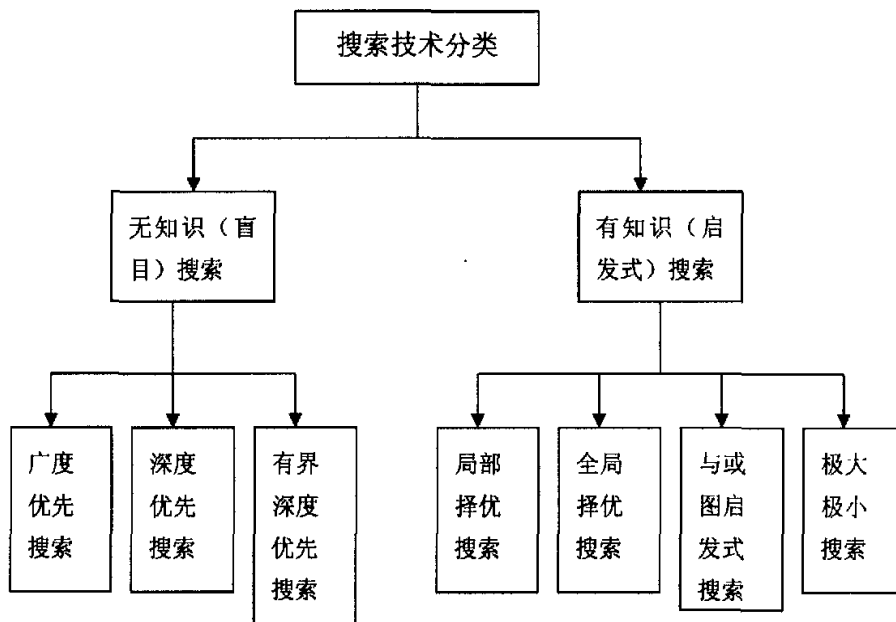 搜索技术分类
无知识（盲
目）搜索
有知识（启
发式）搜索
广度
优先
搜索
深度
优先
搜索
有界
深度
优先
搜索
局部
择优
搜索
全局
择优
搜索
与或
图启
发式
搜索
极大
极小
搜索